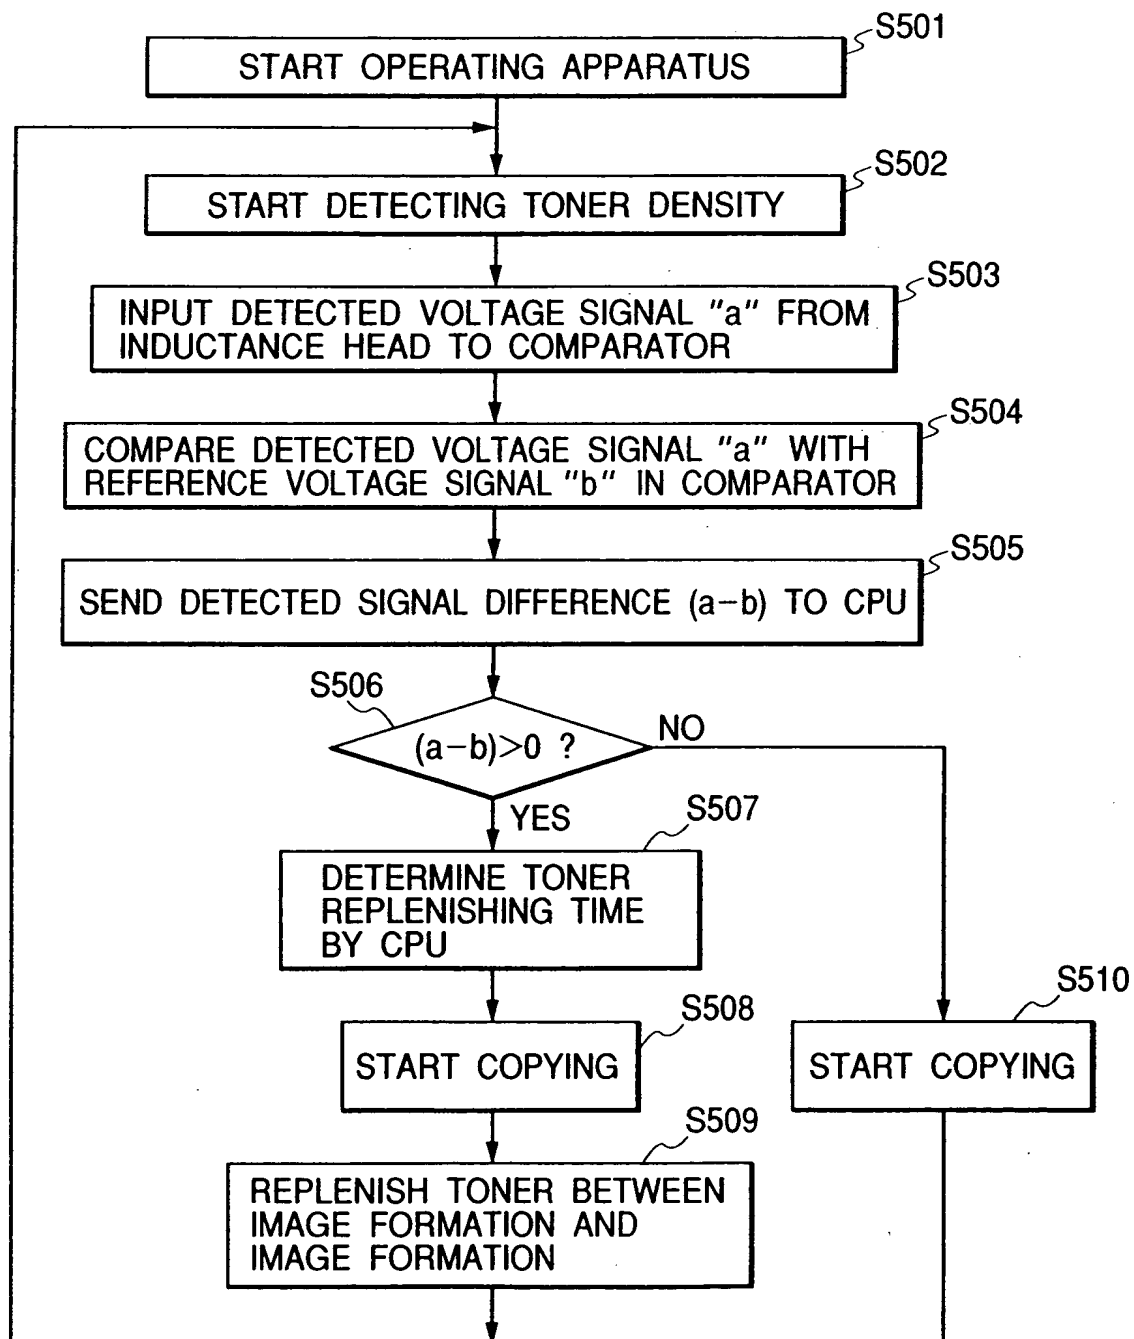 S501
START OPERATING APPARATUS
S502
START DETECTING TONER DENSITY
S503
INPUT DETECTED VOLTAGE SIGNAL "a" FROM
INDUCTANCE HEAD TO COMPARATOR
S504
COMPARE DETECTED VOLTAGE SIGNAL "a" WITH
REFERENCE VOLTAGE SIGNAL "b" IN COMPARATOR
S505
SEND DETECTED SIGNAL DIFFERENCE (a-b) TO CPU
S506
(a-b)>0 ?
NO
YES
S507
DETERMINE TONER
REPLENISHING TIME
BY CPU
S508
START COPYING
S510
START COPYING
S509
REPLENISH TONER BETWEEN
IMAGE FORMATION AND
IMAGE FORMATION